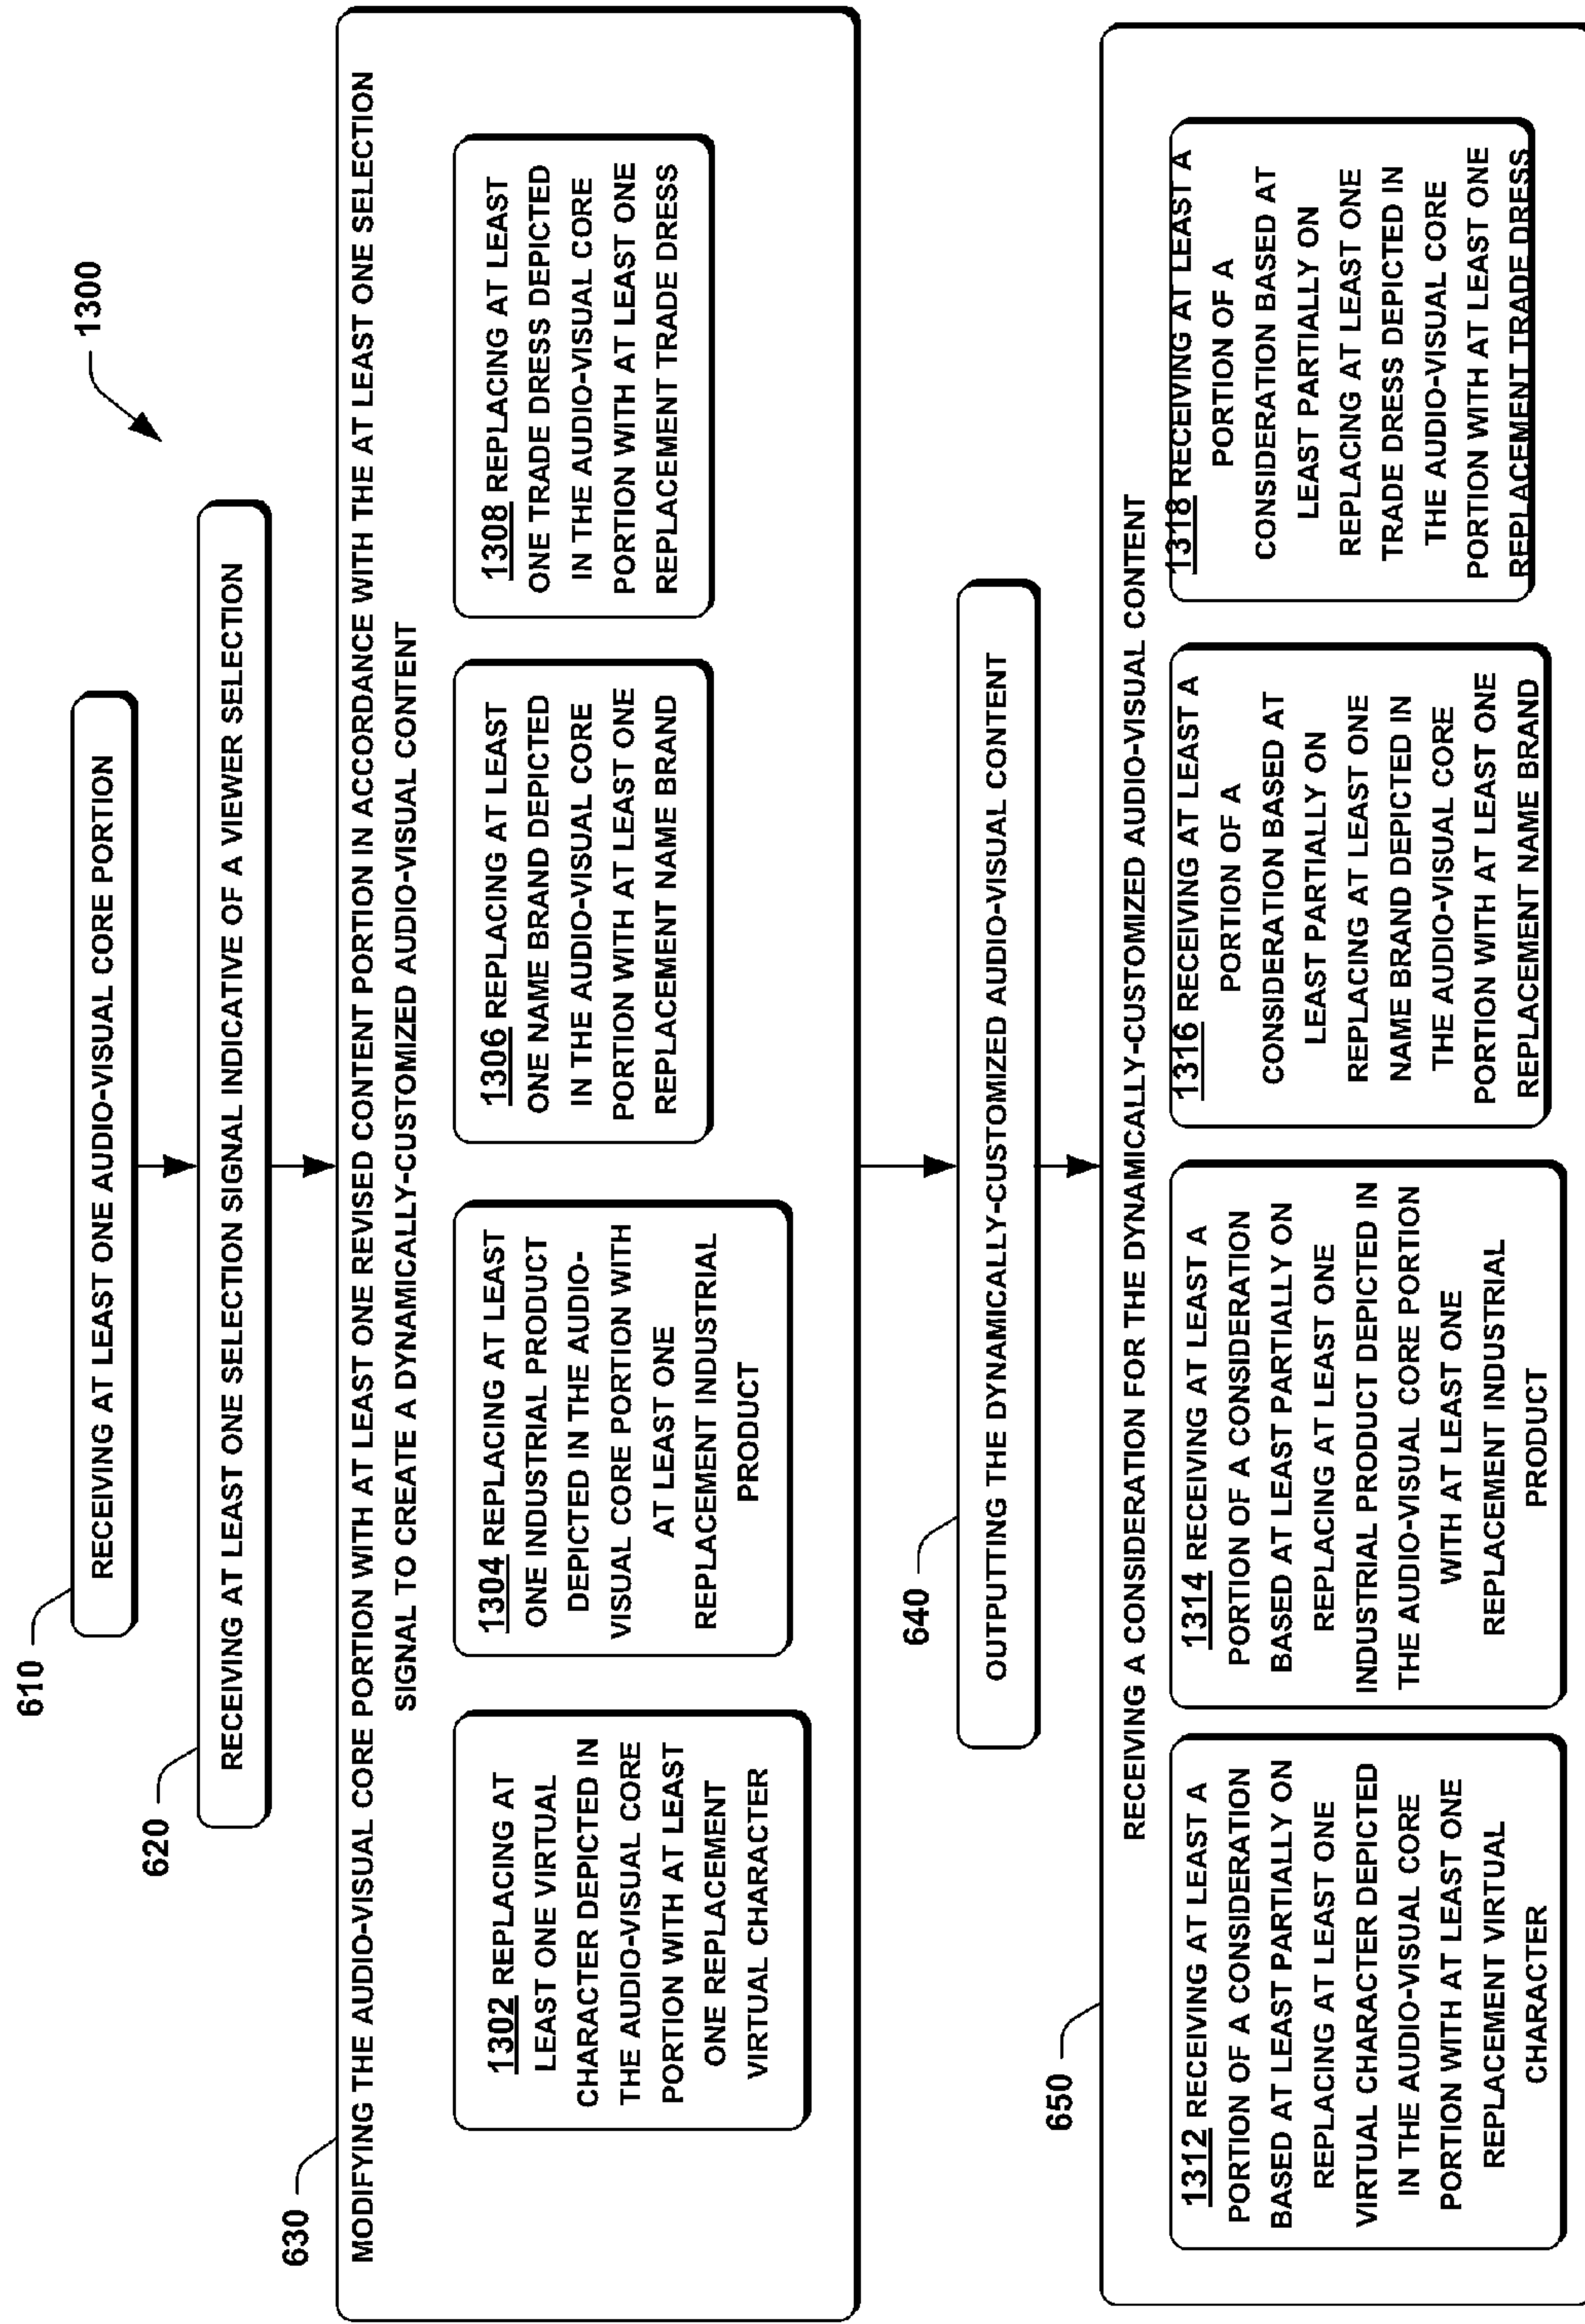 1300
610
RECEIVING AT LEAST ONE AUDIO-VISUAL CORE PORTION
620
RECEIVING AT LEAST ONE SELECTION SIGNAL INDICATIVE OF A VIEWER SELECTION
630
MODIFYING THE AUDIO-VISUAL CORE PORTION WITH AT LEAST ONE REVISED CONTENT PORTION IN ACCORDANCE WITH THE AT LEAST ONE SELECTION
SIGNAL TO CREATE A DYNAMICALLY-CUSTOMIZED AUDIO-VISUAL CONTENT
1302 REPLACING AT
LEAST ONE VIRTUAL
CHARACTER DEPICTED IN
THE AUDIO-VISUAL CORE
PORTION WITH AT LEAST
ONE REPLACEMENT
VIRTUAL CHARACTER
1304 REPLACING AT LEAST
ONE INDUSTRIAL PRODUCT
DEPICTED IN THE AUDIO-
VISUAL CORE PORTION WITH
AT LEAST ONE
REPLACEMENT INDUSTRIAL
PRODUCT
1306 REPLACING AT LEAST
ONE NAME BRAND DEPICTED
IN THE AUDIO-VISUAL CORE
PORTION WITH AT LEAST ONE
REPLACEMENT NAME BRAND
1308 REPLACING AT LEAST
ONE TRADE DRESS DEPICTED
IN THE AUDIO-VISUAL CORE
PORTION WITH AT LEAST ONE
REPLACEMENT TRADE DRESS
640
OUTPUTTING THE DYNAMICALLY-CUSTOMIZED AUDIO-VISUAL CONTENT
650
RECEIVING A CONSIDERATION FOR THE DYNAMICALLY-CUSTOMIZED AUDIO-VISUAL CONTENT
1312 RECEIVING AT LEAST A
PORTION OF A CONSIDERATION
BASED AT LEAST PARTIALLY ON
REPLACING AT LEAST ONE
VIRTUAL CHARACTER DEPICTED
IN THE AUDIO-VISUAL CORE
PORTION WITH AT LEAST ONE
REPLACEMENT VIRTUAL
CHARACTER
1314 RECEIVING AT LEAST A
PORTION OF A CONSIDERATION
BASED AT LEAST PARTIALLY ON
REPLACING AT LEAST ONE
INDUSTRIAL PRODUCT DEPICTED IN
THE AUDIO-VISUAL CORE PORTION
WITH AT LEAST ONE
REPLACEMENT INDUSTRIAL
PRODUCT
1316 RECEIVING AT LEAST A
PORTION OF A
CONSIDERATION BASED AT
LEAST PARTIALLY ON
REPLACING AT LEAST ONE
NAME BRAND DEPICTED IN
THE AUDIO-VISUAL CORE
PORTION WITH AT LEAST ONE
REPLACEMENT NAME BRAND
1318 RECEIVING AT LEAST A
PORTION OF A
CONSIDERATION BASED AT
LEAST PARTIALLY ON
REPLACING AT LEAST ONE
TRADE DRESS DEPICTED IN
THE AUDIO-VISUAL CORE
PORTION WITH AT LEAST ONE
REPLACEMENT TRADE DRESS